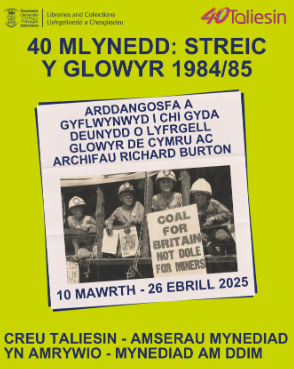 Swansea University
Prifysgol Abertawe
Libraries and Collections
Llyfrgelloedd a Chasgliadau
40Taliesin
40 MLYNEDD: STREIC
Y GLOWYR 1984/85
ARDDANGOSFA A
GYFLWYNWYD I CHI GYDA
DEUNYDD O LYFRGELL
GLOWYR DE CYMRU AC
ARCHIFAU RICHARD BURTON
COAL
FOR
BRITAIN
NOT DOLE
FOR MINERS
10 MAWRTH - 26 EBRILL 2025
CREU TALIESIN - AMSERAU MYNEDIAD
YN AMRYWIO - MYNEDIAD AM DDIM